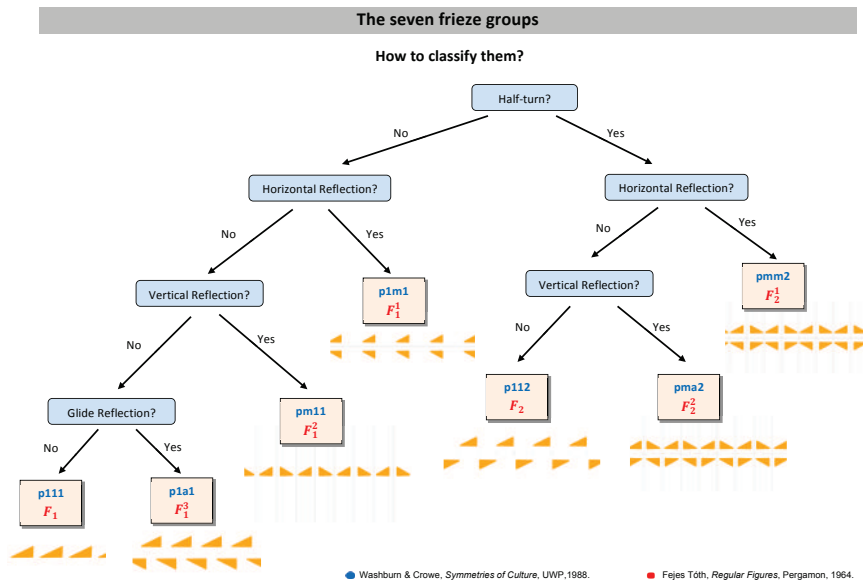 The seven frieze groups
How to classify them?
Half-turn?
No
Yes
Horizontal Reflection?
Horizontal Reflection?
No
Yes
No
Yes
Vertical Reflection?
p1m1
F₁¹
Vertical Reflection?
pmm2
F₂¹
No
Yes
No
Yes
Glide Reflection?
pm11
F₁²
p112
F₂
pma2
F₂²
No
Yes
p111
F₁
p1a1
F₁³
Washburn & Crowe, Symmetries of Culture, UWP,1988.
Fejes Tóth, Regular Figures, Pergamon, 1964.